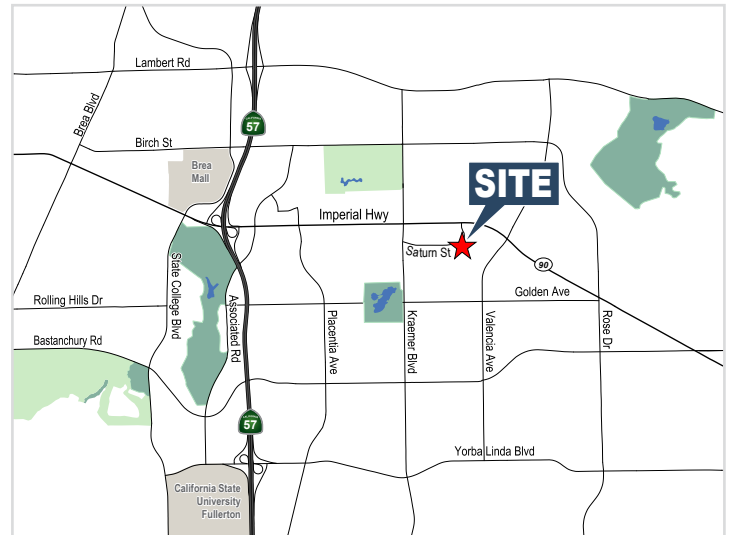 Lambert Rd
Brea Blvd
CALIFORNIA
57
Birch St
Brea
Mall
SITE
Imperial Hwy
Saturn St
90
State College Blvd
Associated Rd
Rolling Hills Dr
Golden Ave
Placentia Ave
Kraemer Blvd
Valencia Ave
Rose Dr
Bastanchury Rd
CALIFORNIA
57
Yorba Linda Blvd
California State
University
Fullerton